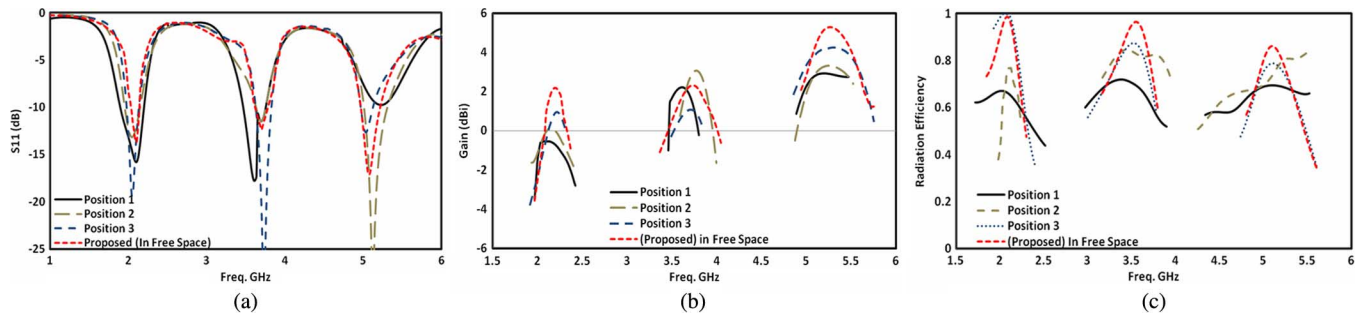 0
-5
-10
-15
-20
-25
S11 (dB)
Position 1
Position 2
Position 3
Proposed (In Free Space)
1 2 3 4 5 6
Freq. GHz
(a)
6
4
2
0
-2
-4
-6
Gain (dBi)
Position 1
Position 2
Position 3
(Proposed) in Free Space
1.5 2 2.5 3 3.5 4 4.5 5 5.5 6
Freq. GHz
(b)
1
0.8
0.6
0.4
0.2
0
Radiation Efficiency
Position 1
Position 2
Position 3
(Proposed) In Free Space
1.5 2 2.5 3 3.5 4 4.5 5 5.5 6
Freq. GHz
(c)